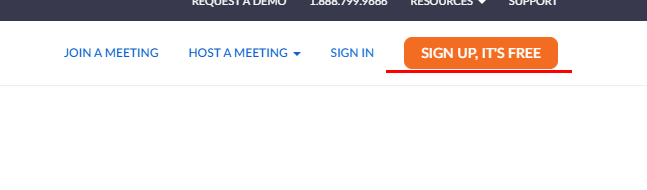 REQUEST A DEMO 1.888.799.9666 RESOURCES SUPPORT
JOIN A MEETING HOST A MEETING SIGN IN SIGN UP, IT'S FREE